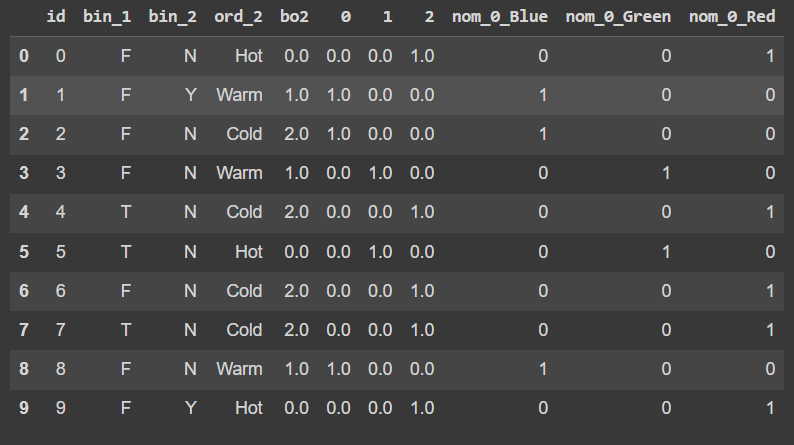 id bin_1 bin_2 ord_2 bo2 0 1 2 nom_0_Blue nom_0_Green nom_0_Red
0 0 F N Hot 0.0 0.0 0.0 1.0 0 0 1
1 1 F Y Warm 1.0 1.0 0.0 0.0 1 0 0
2 2 F N Cold 2.0 1.0 0.0 0.0 1 0 0
3 3 F N Warm 1.0 0.0 1.0 0.0 0 1 0
4 4 T N Cold 2.0 0.0 0.0 1.0 0 0 1
5 5 T N Hot 0.0 0.0 1.0 0.0 0 1 0
6 6 F N Cold 2.0 0.0 0.0 1.0 0 0 1
7 7 T N Cold 2.0 0.0 0.0 1.0 0 0 1
8 8 F N Warm 1.0 1.0 0.0 0.0 1 0 0
9 9 F Y Hot 0.0 0.0 0.0 1.0 0 0 1